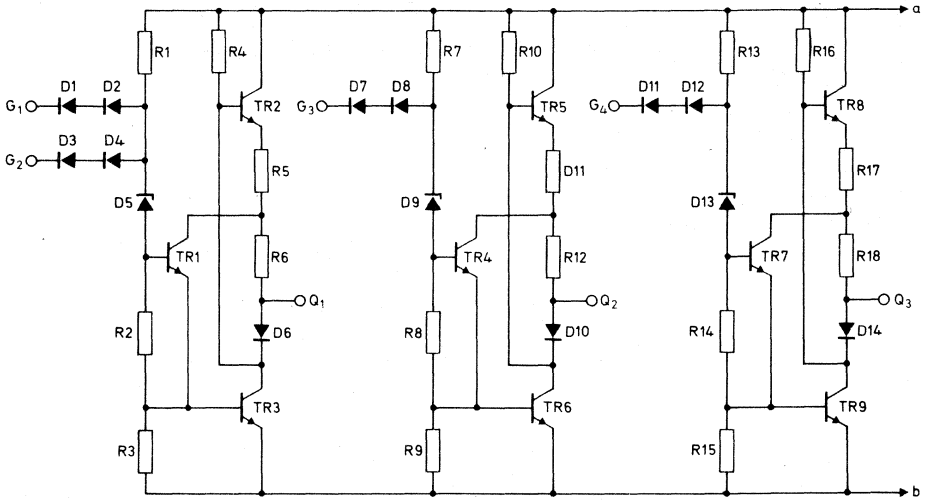 a
R1
R4
R7
R10
R13
R16
D1
D2
G1
TR2
D7
D8
G3
TR5
D11
D12
G4
TR8
D3
D4
G2
R5
D11
R17
D5
D9
D13
TR1
R6
TR4
R12
TR7
R18
Q1
Q2
Q3
R2
D6
R8
D10
R14
D14
TR3
TR6
TR9
R3
R9
R15
b